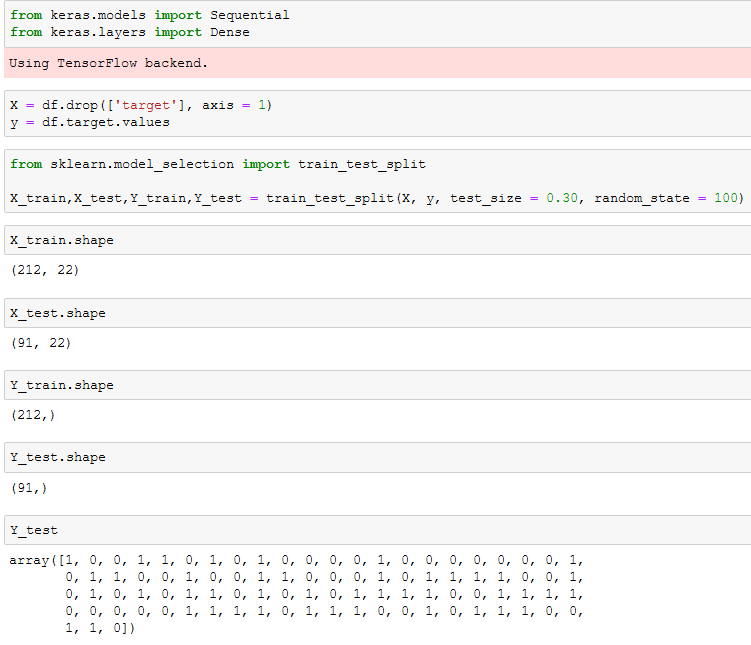 from keras.models import Sequential
from keras.layers import Dense
Using TensorFlow backend.
X = df.drop(['target'], axis = 1)
y = df.target.values
from sklearn.model_selection import train_test_split
X_train,X_test,Y_train,Y_test = train_test_split(X, y, test_size = 0.30, random_state = 100)
X_train.shape
(212, 22)
X_test.shape
(91, 22)
Y_train.shape
(212,)
Y_test.shape
(91,)
Y_test
array([1, 0, 0, 1, 1, 0, 1, 0, 1, 0, 0, 0, 0, 1, 0, 0, 0, 0, 0, 0, 0, 1,
0, 1, 1, 0, 0, 1, 0, 0, 1, 1, 0, 0, 0, 1, 0, 1, 1, 1, 1, 0, 0, 1,
0, 1, 0, 1, 0, 1, 1, 0, 1, 0, 1, 0, 1, 1, 1, 1, 0, 0, 1, 1, 1, 1,
0, 0, 0, 0, 0, 1, 1, 1, 1, 0, 1, 1, 1, 0, 0, 1, 0, 1, 1, 1, 0, 0,
1, 1, 0])